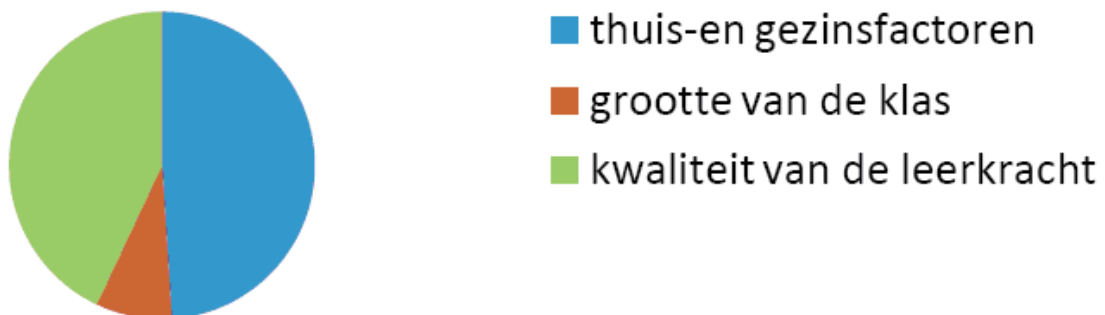 thuis-en gezinsfactoren
grootte van de klas
kwaliteit van de leerkracht